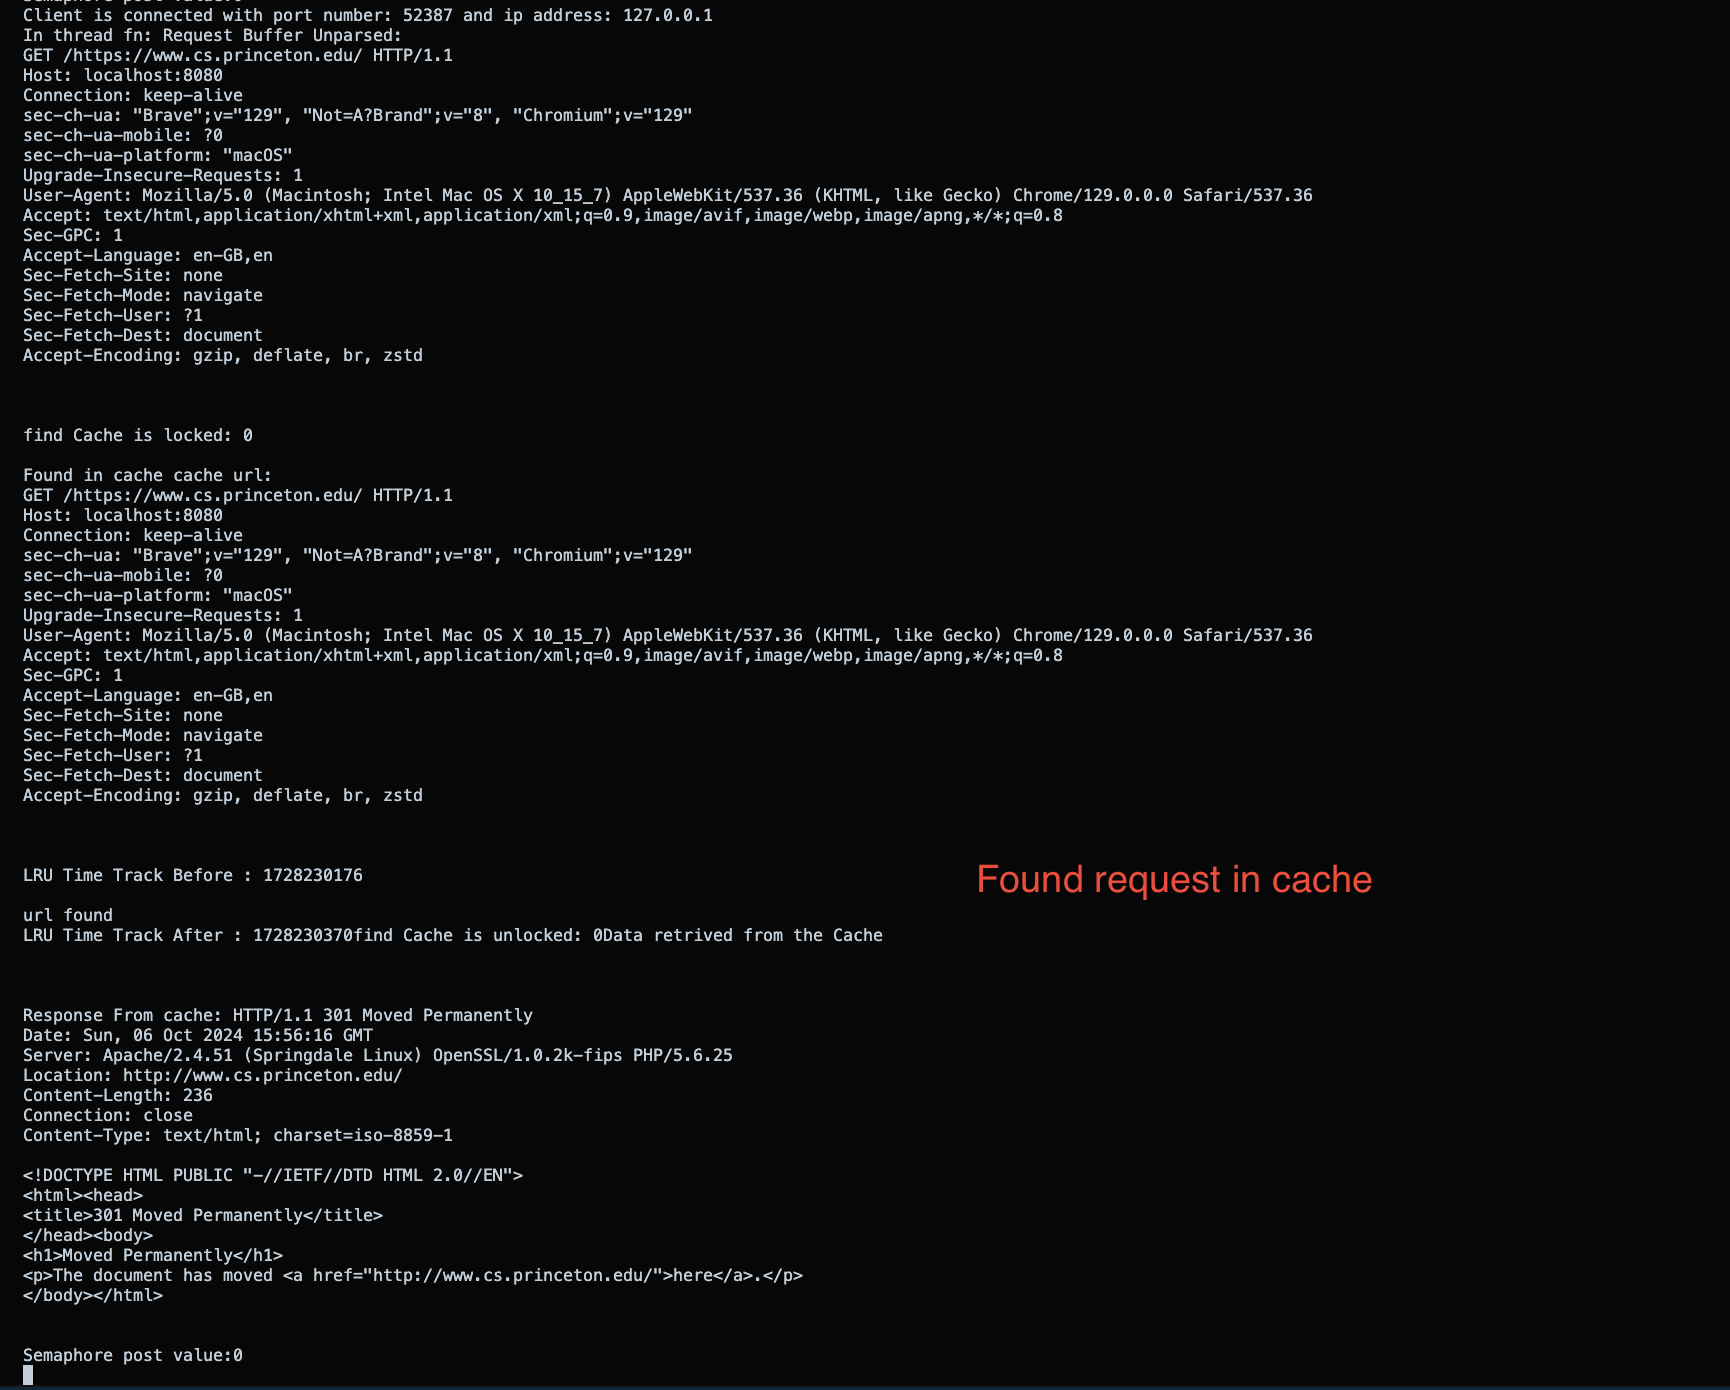 Semaphore post value:0
Client is connected with port number: 52387 and ip address: 127.0.0.1
In thread fn: Request Buffer Unparsed:
GET /https://www.cs.princeton.edu/ HTTP/1.1
Host: localhost:8080
Connection: keep-alive
sec-ch-ua: "Brave";v="129", "Not=A?Brand";v="8", "Chromium";v="129"
sec-ch-ua-mobile: ?0
sec-ch-ua-platform: "macOS"
Upgrade-Insecure-Requests: 1
User-Agent: Mozilla/5.0 (Macintosh; Intel Mac OS X 10_15_7) AppleWebKit/537.36 (KHTML, like Gecko) Chrome/129.0.0.0 Safari/537.36
Accept: text/html,application/xhtml+xml,application/xml;q=0.9,image/avif,image/webp,image/apng,*/*;q=0.8
Sec-GPC: 1
Accept-Language: en-GB,en
Sec-Fetch-Site: none
Sec-Fetch-Mode: navigate
Sec-Fetch-User: ?1
Sec-Fetch-Dest: document
Accept-Encoding: gzip, deflate, br, zstd
find Cache is locked: 0
Found in cache cache url:
GET /https://www.cs.princeton.edu/ HTTP/1.1
Host: localhost:8080
Connection: keep-alive
sec-ch-ua: "Brave";v="129", "Not=A?Brand";v="8", "Chromium";v="129"
sec-ch-ua-mobile: ?0
sec-ch-ua-platform: "macOS"
Upgrade-Insecure-Requests: 1
User-Agent: Mozilla/5.0 (Macintosh; Intel Mac OS X 10_15_7) AppleWebKit/537.36 (KHTML, like Gecko) Chrome/129.0.0.0 Safari/537.36
Accept: text/html,application/xhtml+xml,application/xml;q=0.9,image/avif,image/webp,image/apng,*/*;q=0.8
Sec-GPC: 1
Accept-Language: en-GB,en
Sec-Fetch-Site: none
Sec-Fetch-Mode: navigate
Sec-Fetch-User: ?1
Sec-Fetch-Dest: document
Accept-Encoding: gzip, deflate, br, zstd
LRU Time Track Before : 1728230176
Found request in cache
url found
LRU Time Track After : 1728230370find Cache is unlocked: 0Data retrived from the Cache
Response From cache: HTTP/1.1 301 Moved Permanently
Date: Sun, 06 Oct 2024 15:56:16 GMT
Server: Apache/2.4.51 (Springdale Linux) OpenSSL/1.0.2k-fips PHP/5.6.25
Location: http://www.cs.princeton.edu/
Content-Length: 236
Connection: close
Content-Type: text/html; charset=iso-8859-1
<!DOCTYPE HTML PUBLIC "-//IETF//DTD HTML 2.0//EN">
<html><head>
<title>301 Moved Permanently</title>
</head><body>
<h1>Moved Permanently</h1>
<p>The document has moved <a href="http://www.cs.princeton.edu/">here</a>.</p>
</body></html>
Semaphore post value:0